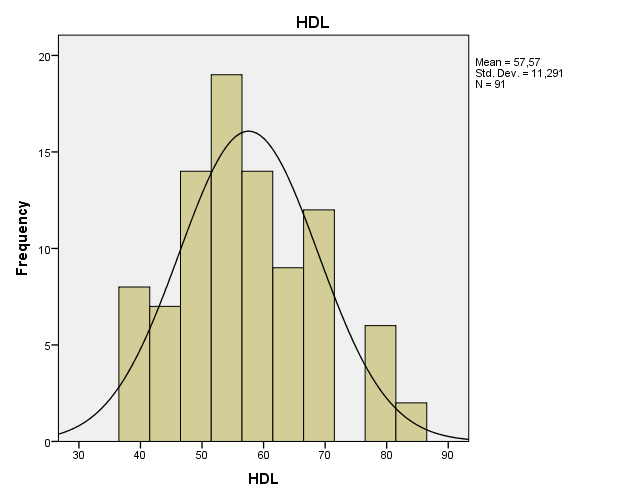 HDL
Mean = 57,57
Std. Dev. = 11,291
N = 91
20
15
10
5
0
Frequency
30 40 50 60 70 80 90
HDL